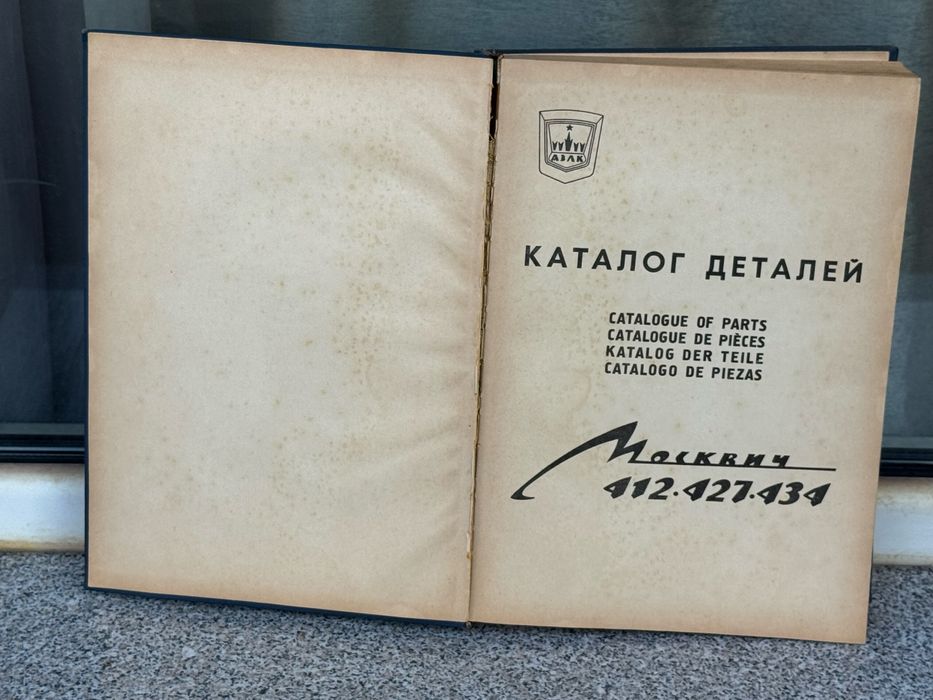 АЗЛК
КАТАЛОГ ДЕТАЛЕЙ
CATALOGUE OF PARTS
CATALOGUE DE PIÈCES
KATALOG DER TEILE
CATALOGO DE PIEZAS
Москвич
412·427·434